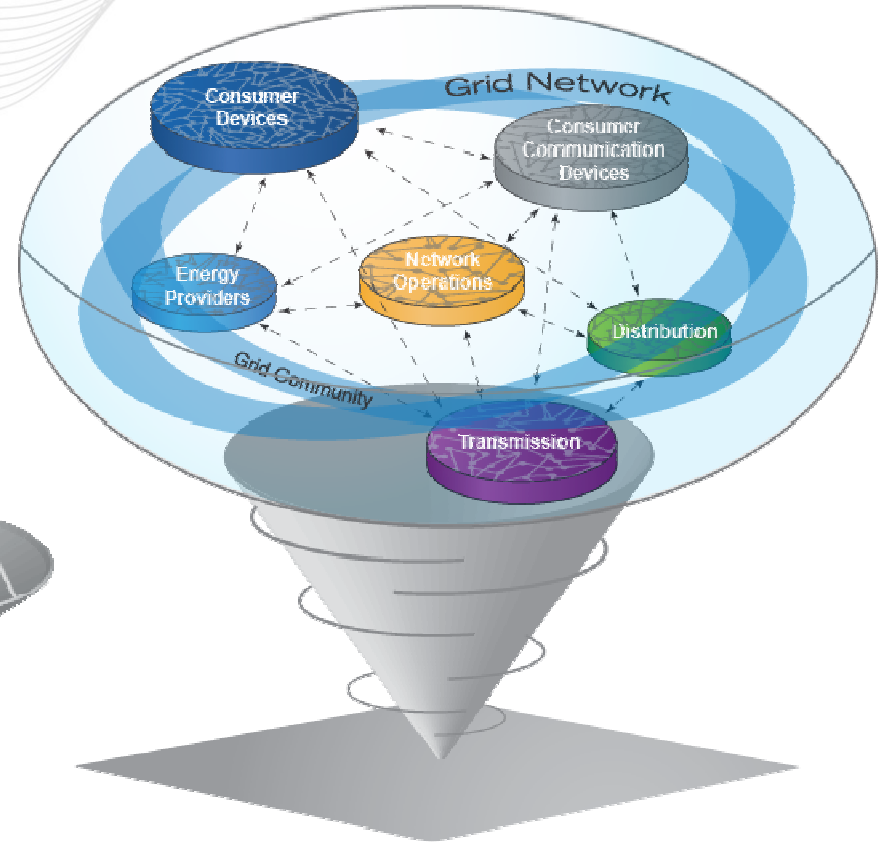 Grid Network
Consumer
Devices
Consumer
Communication
Devices
Network
Operations
Energy
Providers
Distribution
Grid Community
Transmission